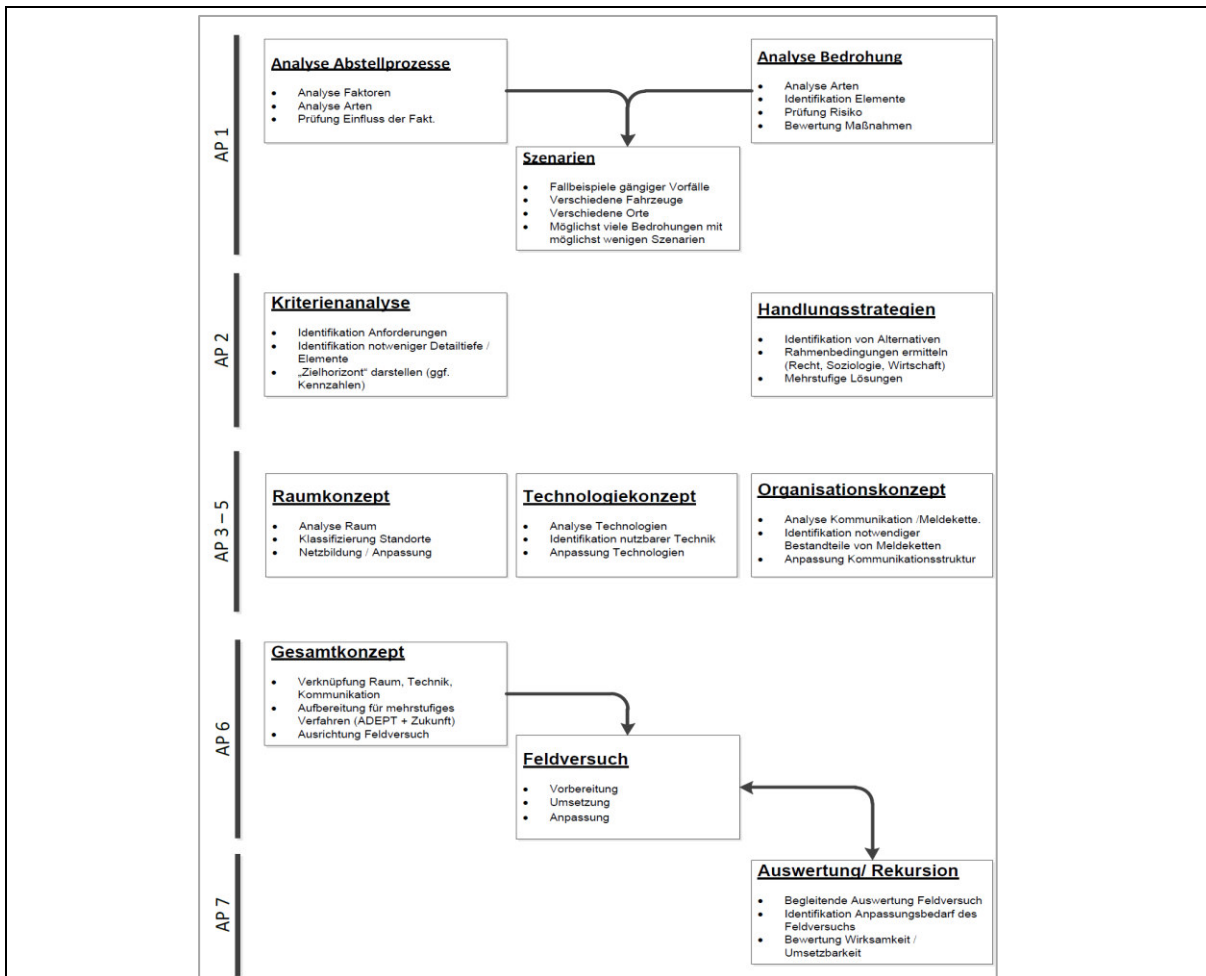 AP 1
Analyse Abstellprozesse
• Analyse Faktoren
• Analyse Arten
• Prüfung Einfluss der Fakt.
Analyse Bedrohung
• Analyse Arten
• Identifikation Elemente
• Prüfung Risiko
• Bewertung Maßnahmen
Szenarien
• Fallbeispiele gängiger Vorfälle
• Verschiedene Fahrzeuge
• Verschiedene Orte
• Möglichst viele Bedrohungen mit
möglichst wenigen Szenarien
AP 2
Kriterienanalyse
• Identifikation Anforderungen
• Identifikation notweniger Detailtiefe /
Elemente
• „Zielhorizont“ darstellen (ggf.
Kennzahlen)
Handlungsstrategien
• Identifikation von Alternativen
• Rahmenbedingungen ermitteln
(Recht, Soziologie, Wirtschaft)
• Mehrstufige Lösungen
AP 3 – 5
Raumkonzept
• Analyse Raum
• Klassifizierung Standorte
• Netzbildung / Anpassung
Technologiekonzept
• Analyse Technologien
• Identifikation nutzbarer Technik
• Anpassung Technologien
Organisationskonzept
• Analyse Kommunikation /Meldekette.
• Identifikation notwendiger
Bestandteile von Meldeketten
• Anpassung Kommunikationsstruktur
AP 6
Gesamtkonzept
• Verknüpfung Raum, Technik,
Kommunikation
• Aufbereitung für mehrstufiges
Verfahren (ADEPT + Zukunft)
• Ausrichtung Feldversuch
Feldversuch
• Vorbereitung
• Umsetzung
• Anpassung
AP 7
Auswertung/ Rekursion
• Begleitende Auswertung Feldversuch
• Identifikation Anpassungsbedarf des
Feldversuchs
• Bewertung Wirksamkeit /
Umsetzbarkeit